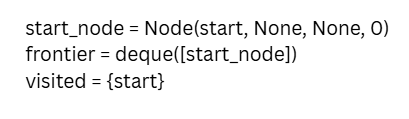 start_node = Node(start, None, None, 0)
frontier = deque([start_node])
visited = {start}